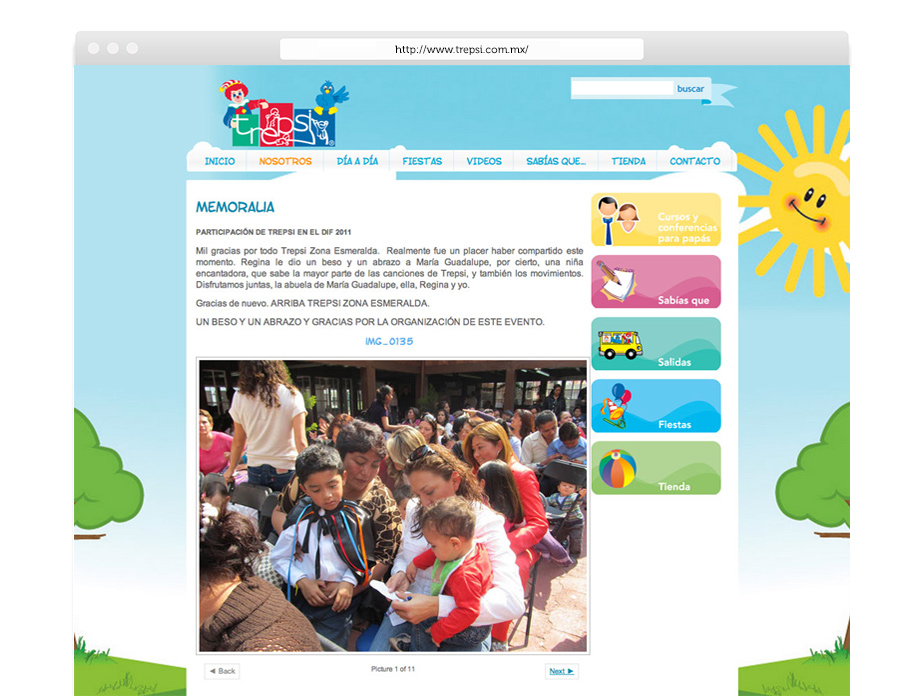 http://www.trepsi.com.mx/
trepsi
buscar
INICIO NOSOTROS DÍA A DÍA FIESTAS VIDEOS SABÍAS QUE... TIENDA CONTACTO
MEMORALIA
PARTICIPACIÓN DE TREPSI EN EL DIF 2011
Mil gracias por todo Trepsi Zona Esmeralda. Realmente fue un placer haber compartido este
momento. Regina le dio un beso y un abrazo a María Guadalupe, por cierto, una niña
encantadora, que sabe la mayor parte de las canciones de Trepsi, y también los movimientos.
Disfrutamos juntas, la abuela de María Guadalupe, ella, Regina y yo.
Gracias de nuevo. ARRIBA TREPSI ZONA ESMERALDA.
UN BESO Y UN ABRAZO Y GRACIAS POR LA ORGANIZACIÓN DE ESTE EVENTO.
IMG_0135
◄ Back
Picture 1 of 11
Next ►
Cursos y
conferencias
para papás
Sabías que
Salidas
Fiestas
Tienda